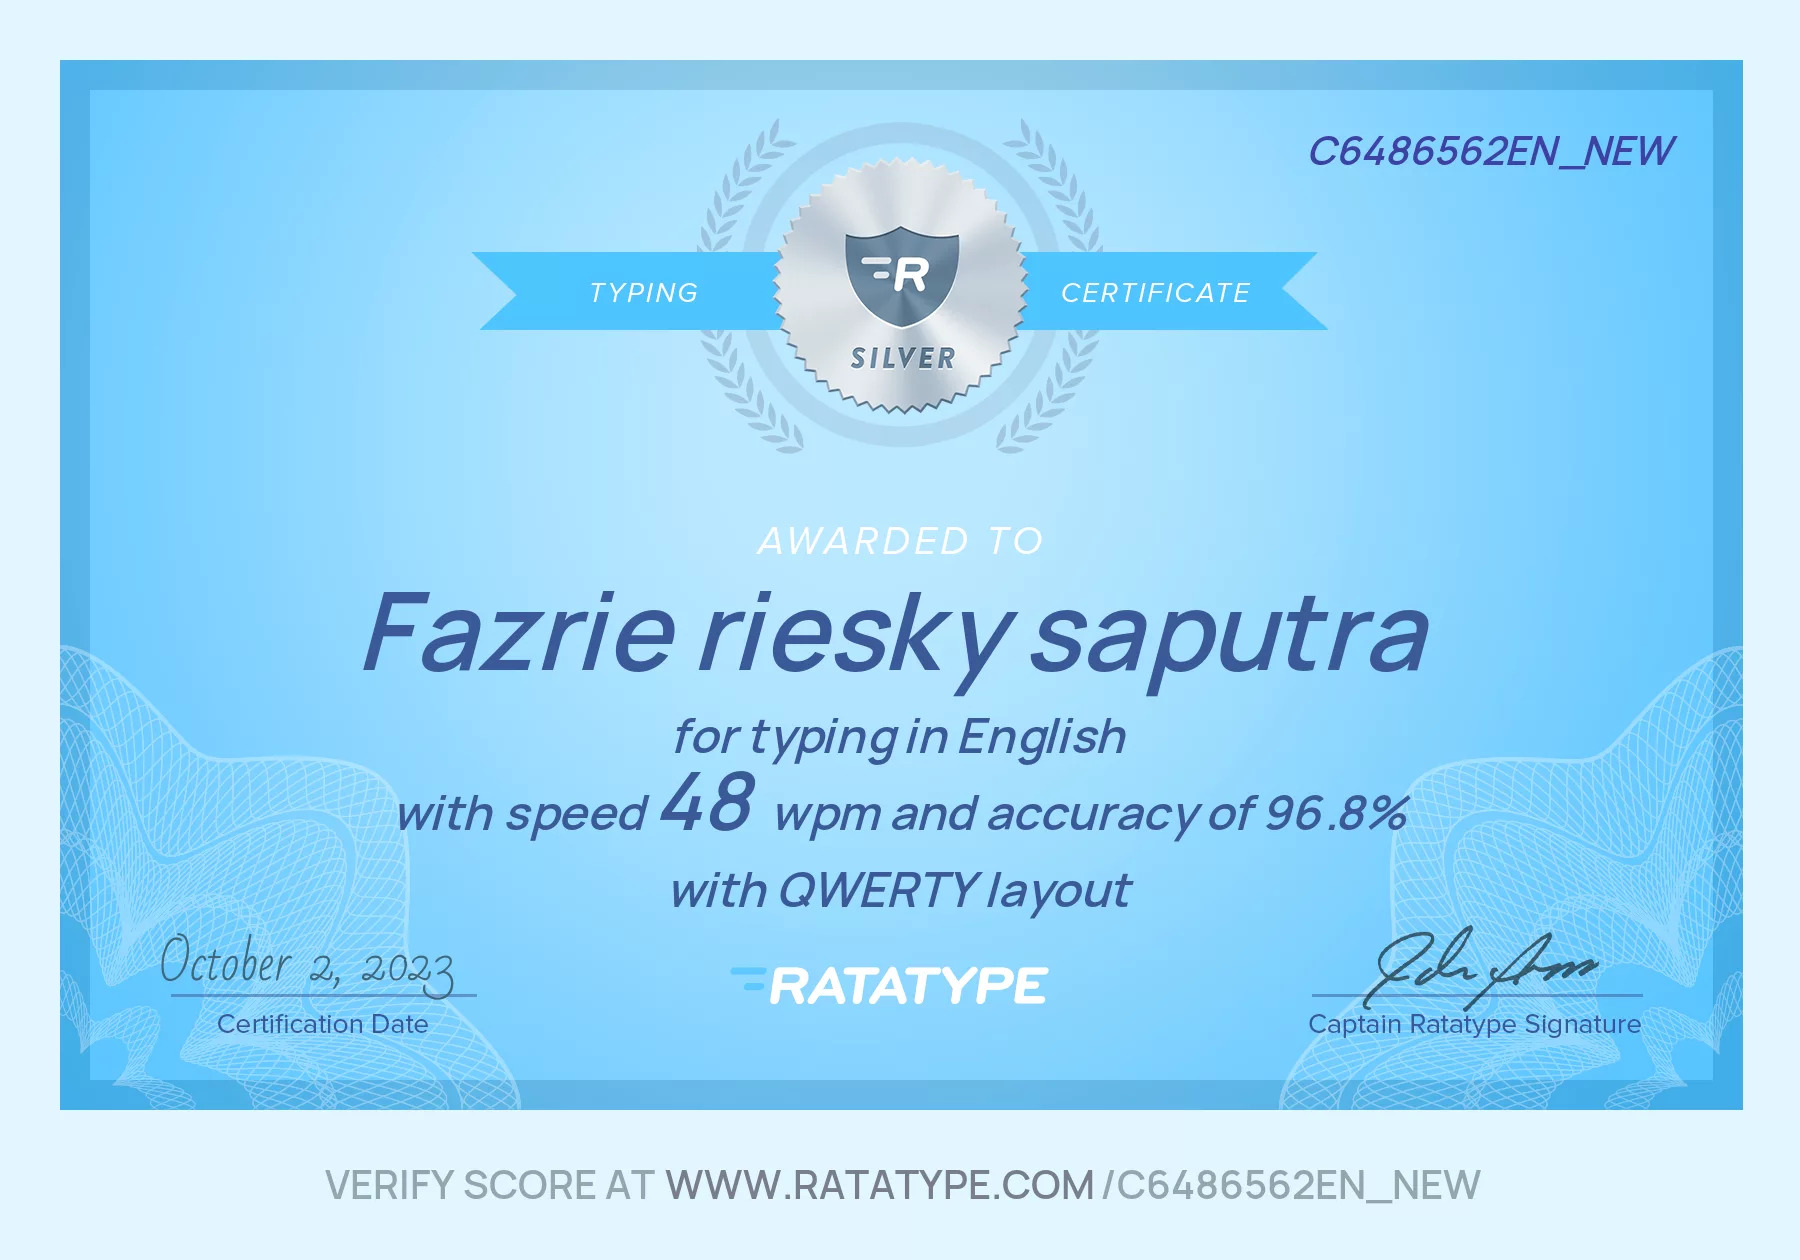 C6486562EN_NEW
TYPING
R
CERTIFICATE
SILVER
AWARDED TO
Fazrie riesky saputra
for typing in English
with speed 48 wpm and accuracy of 96.8%
with QWERTY layout
October 2, 2023
Certification Date
RATATYPE
Captain Ratatype Signature
VERIFY SCORE AT WWW.RATATYPE.COM/C6486562EN_NEW